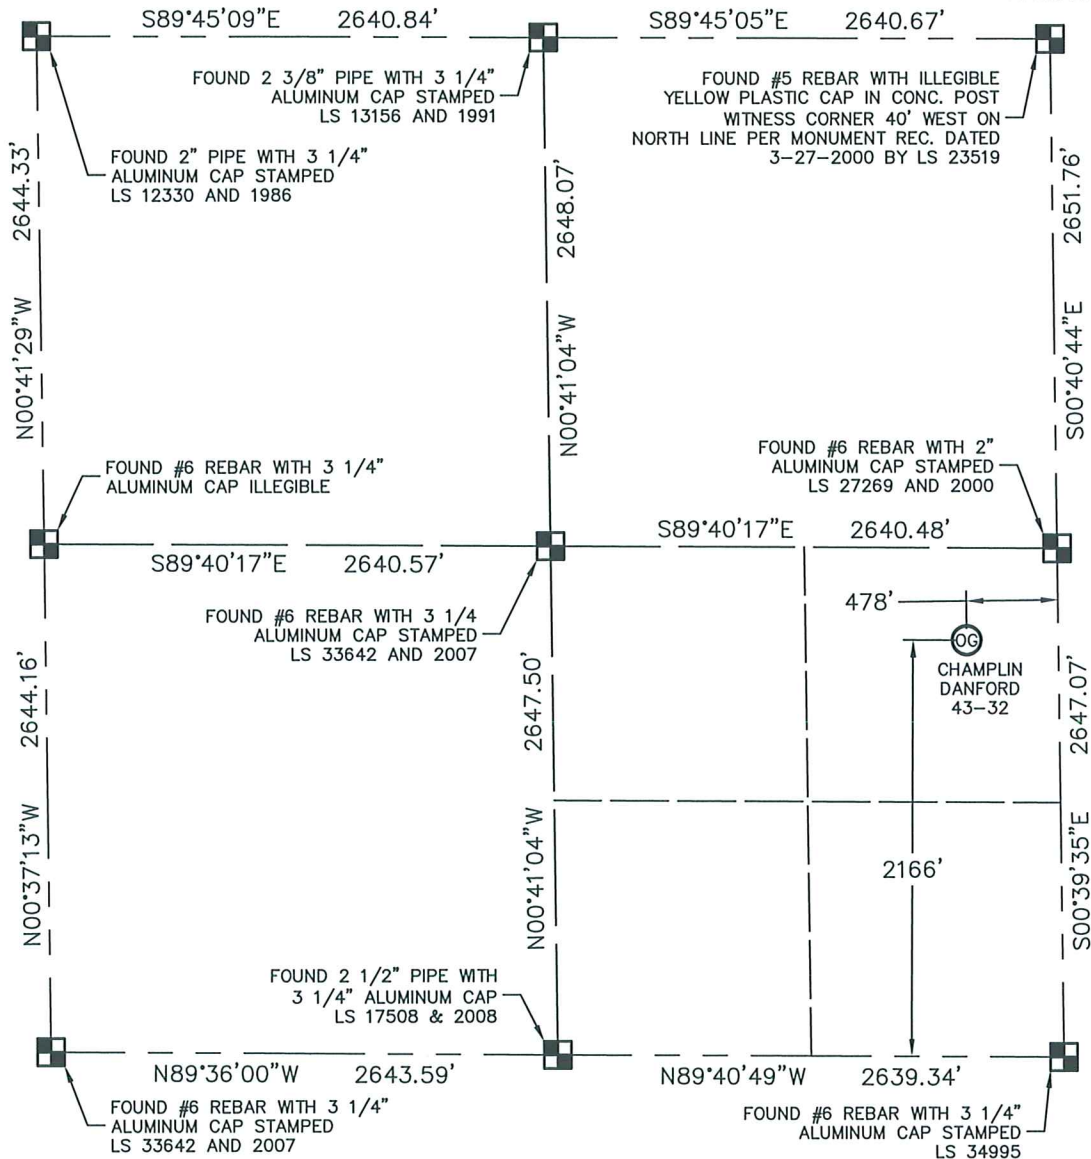 S89°45'09"E 2640.84'
S89°45'05"E 2640.67'
FOUND 2 3/8" PIPE WITH 3 1/4"
ALUMINUM CAP STAMPED
LS 13156 AND 1991
FOUND #5 REBAR WITH ILLEGIBLE
YELLOW PLASTIC CAP IN CONC. POST
WITNESS CORNER 40' WEST ON
NORTH LINE PER MONUMENT REC. DATED
3-27-2000 BY LS 23519
FOUND 2" PIPE WITH 3 1/4"
ALUMINUM CAP STAMPED
LS 12330 AND 1986
N00°41'29"W 2644.33'
N00°41'04"W 2648.07'
S00°40'44"E 2651.76'
FOUND #6 REBAR WITH 3 1/4"
ALUMINUM CAP ILLEGIBLE
FOUND #6 REBAR WITH 2"
ALUMINUM CAP STAMPED
LS 27269 AND 2000
S89°40'17"E 2640.57'
S89°40'17"E 2640.48'
FOUND #6 REBAR WITH 3 1/4
ALUMINUM CAP STAMPED
LS 33642 AND 2007
478'
OG
CHAMPLIN
DANFORD
43-32
N00°37'13"W 2644.16'
N00°41'04"W 2647.50'
2166'
S00°39'35"E 2647.07'
FOUND 2 1/2" PIPE WITH
3 1/4" ALUMINUM CAP
LS 17508 & 2008
N89°36'00"W 2643.59'
N89°40'49"W 2639.34'
FOUND #6 REBAR WITH 3 1/4"
ALUMINUM CAP STAMPED
LS 33642 AND 2007
FOUND #6 REBAR WITH 3 1/4"
ALUMINUM CAP STAMPED
LS 34995